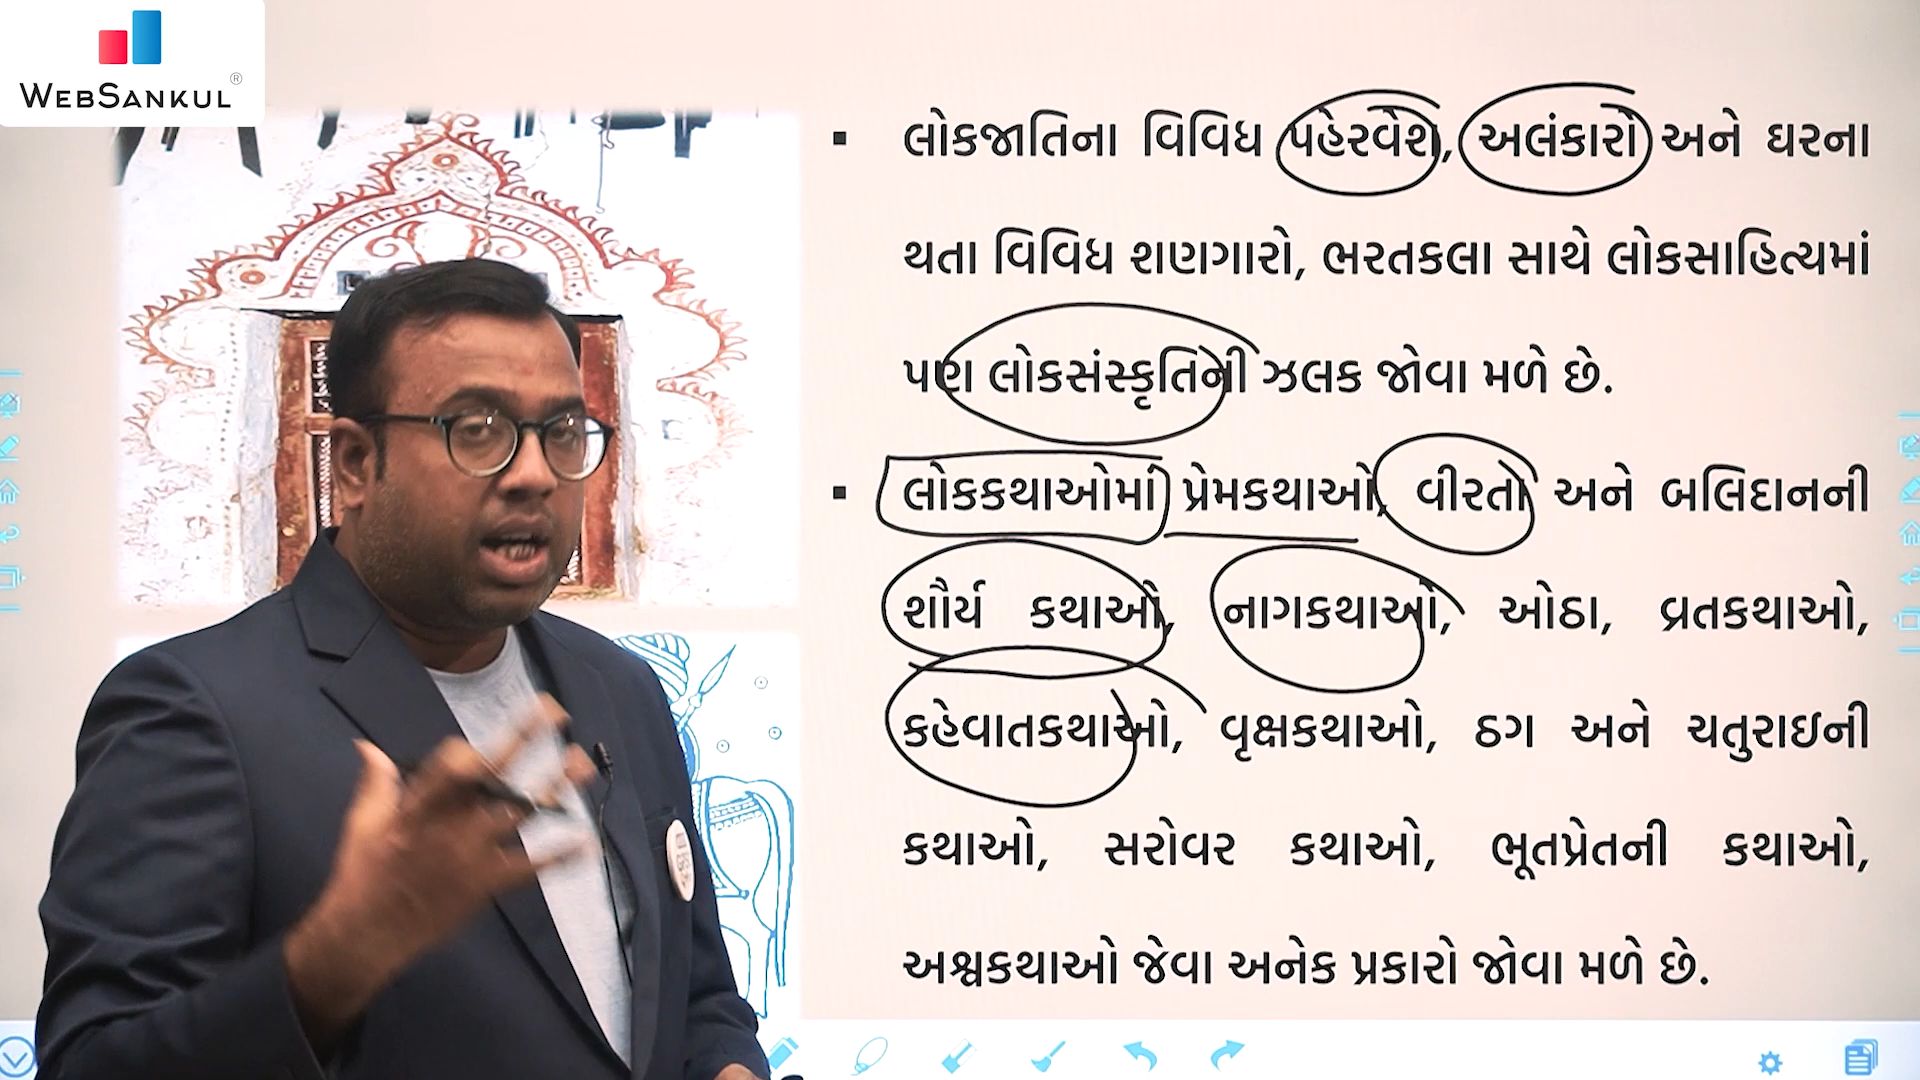 WEBSANKUL®
લોકજાતિના વિવિધ પહેરવેશ, અલંકારો અને ઘરના
થતા વિવિધ શણગારો, ભરતકલા સાથે લોકસાહિત્યમાં
પણ લોકસંસ્કૃતિની ઝલક જોવા મળે છે.
લોકકથાઓમાં પ્રેમકથાઓ, વીરતા અને બલિદાનની
શૌર્ય કથાઓ, નાગકથાઓ, ઓઠા, વ્રતકથાઓ,
કહેવાતકથાઓ, વૃક્ષકથાઓ, ઠગ અને ચતુરાઇની
કથાઓ, સરોવર કથાઓ, ભૂતપ્રેતની કથાઓ,
અશ્વકથાઓ જેવા અનેક પ્રકારો જોવા મળે છે.